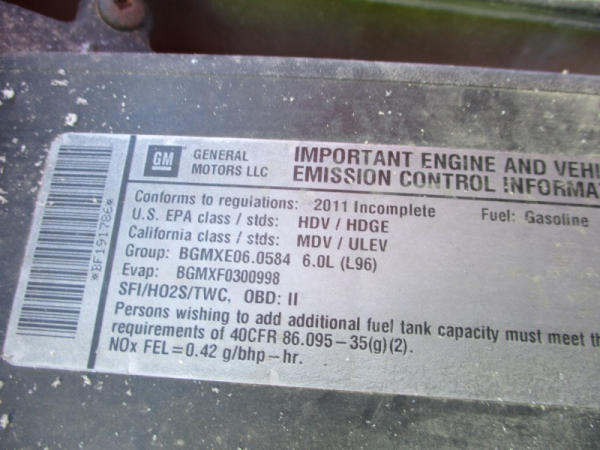 GM GENERAL MOTORS LLC
IMPORTANT ENGINE AND
EMISSION CONTROL
Conforms to regulations: 2011 Incomplete Fuel: Gasoline
U.S. EPA class / stds: HDV / HDGE
California class / stds: MDV / ULEV
Group: BGMXE06.0584 6.0L (L96)
Evap: BGMXF0300998
SFI/HO2S/TWC, OBD: II
Persons wishing to add additional fuel tank capacity must meet
requirements of 40CFR 86.095-35(g)(2).
NOx FEL=0.42 g/bhp-hr.
*BF191786*